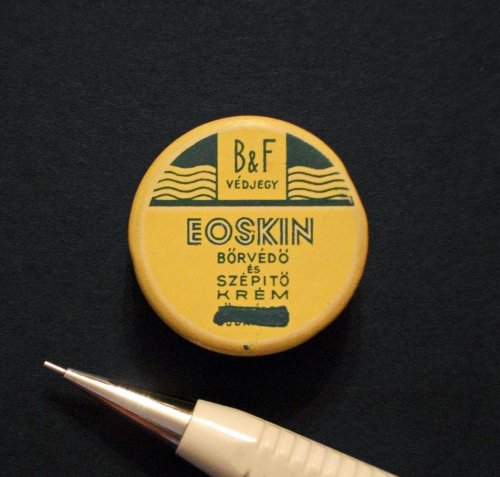 B&F
VÉDJEGY
EOSKIN
BŐRVÉDŐ
ÉS
SZÉPITŐ
KRÉM